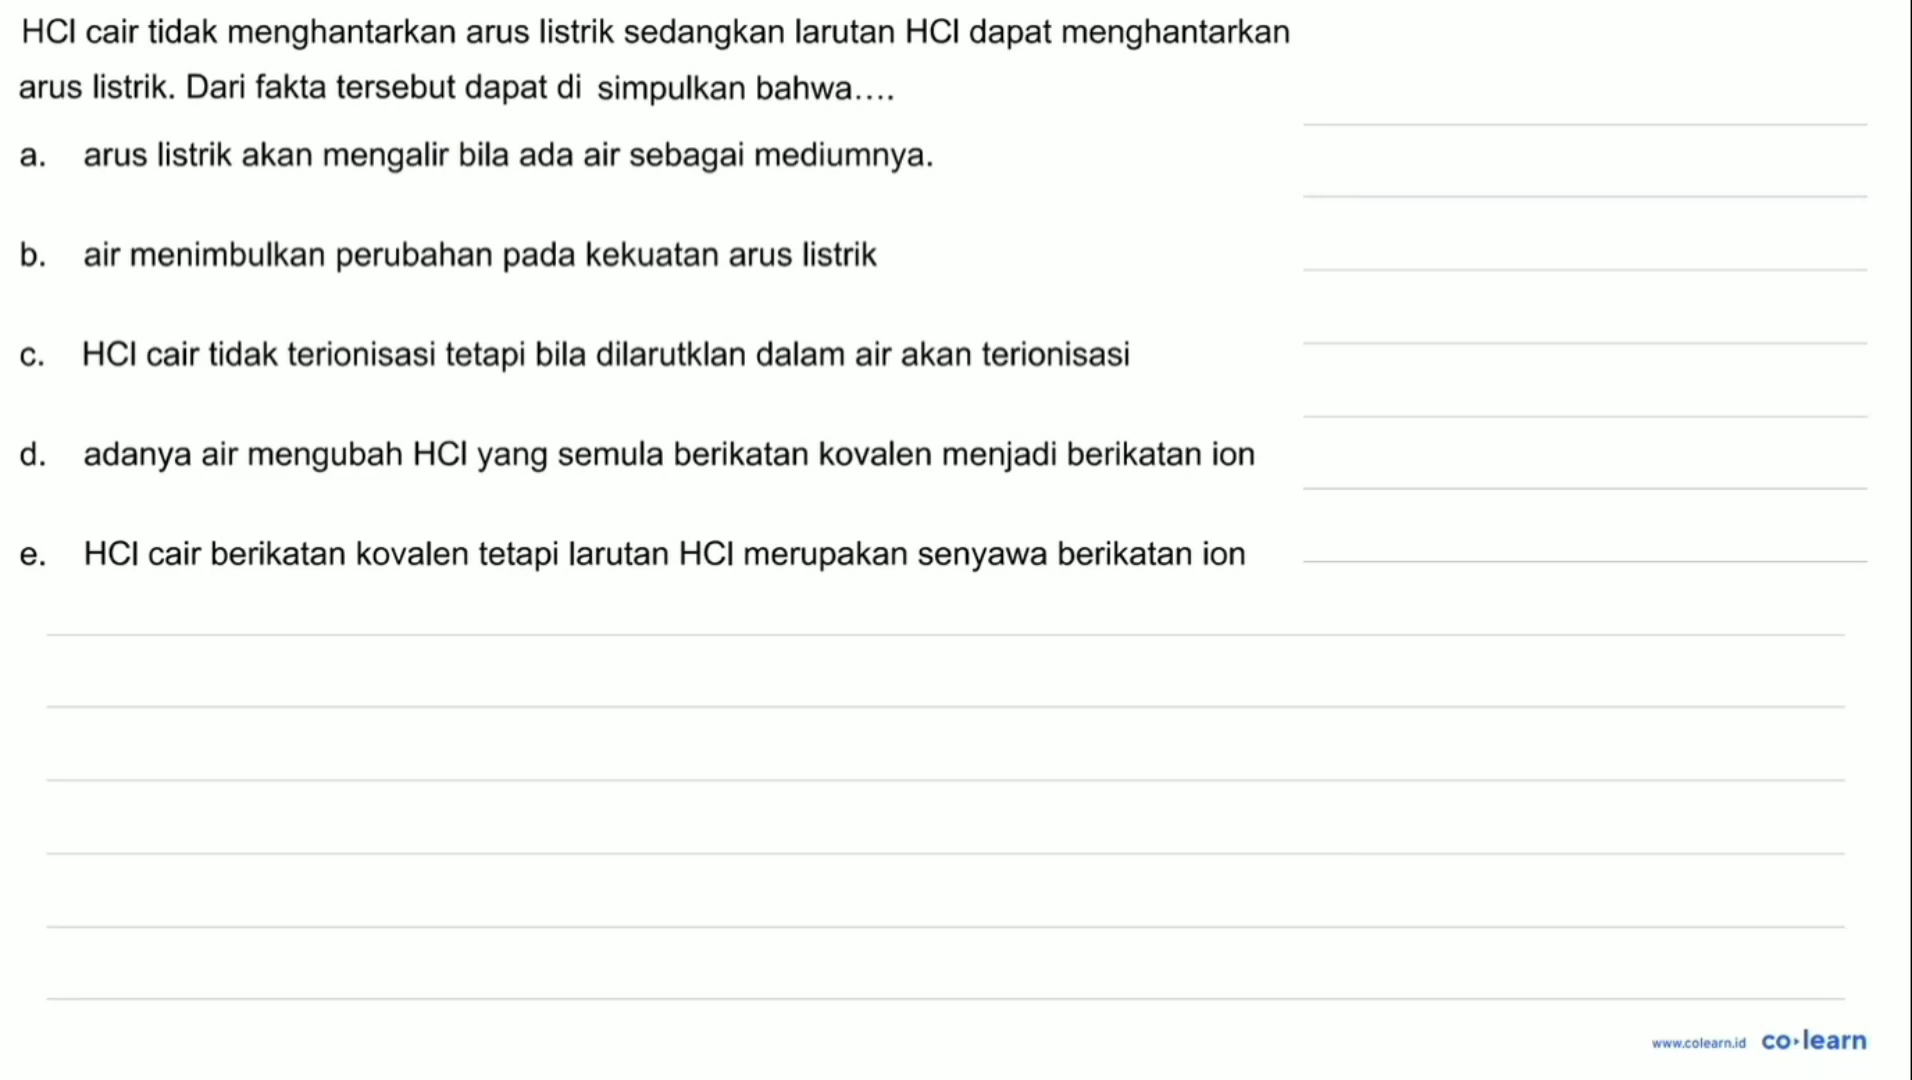 HCl cair tidak menghantarkan arus listrik sedangkan larutan HCl dapat menghantarkan
arus listrik. Dari fakta tersebut dapat di simpulkan bahwa....
a. arus listrik akan mengalir bila ada air sebagai mediumnya.
b. air menimbulkan perubahan pada kekuatan arus listrik
c. HCl cair tidak terionisasi tetapi bila dilarutklan dalam air akan terionisasi
d. adanya air mengubah HCl yang semula berikatan kovalen menjadi berikatan ion
e. HCl cair berikatan kovalen tetapi larutan HCl merupakan senyawa berikatan ion
www.colearn.id co·learn